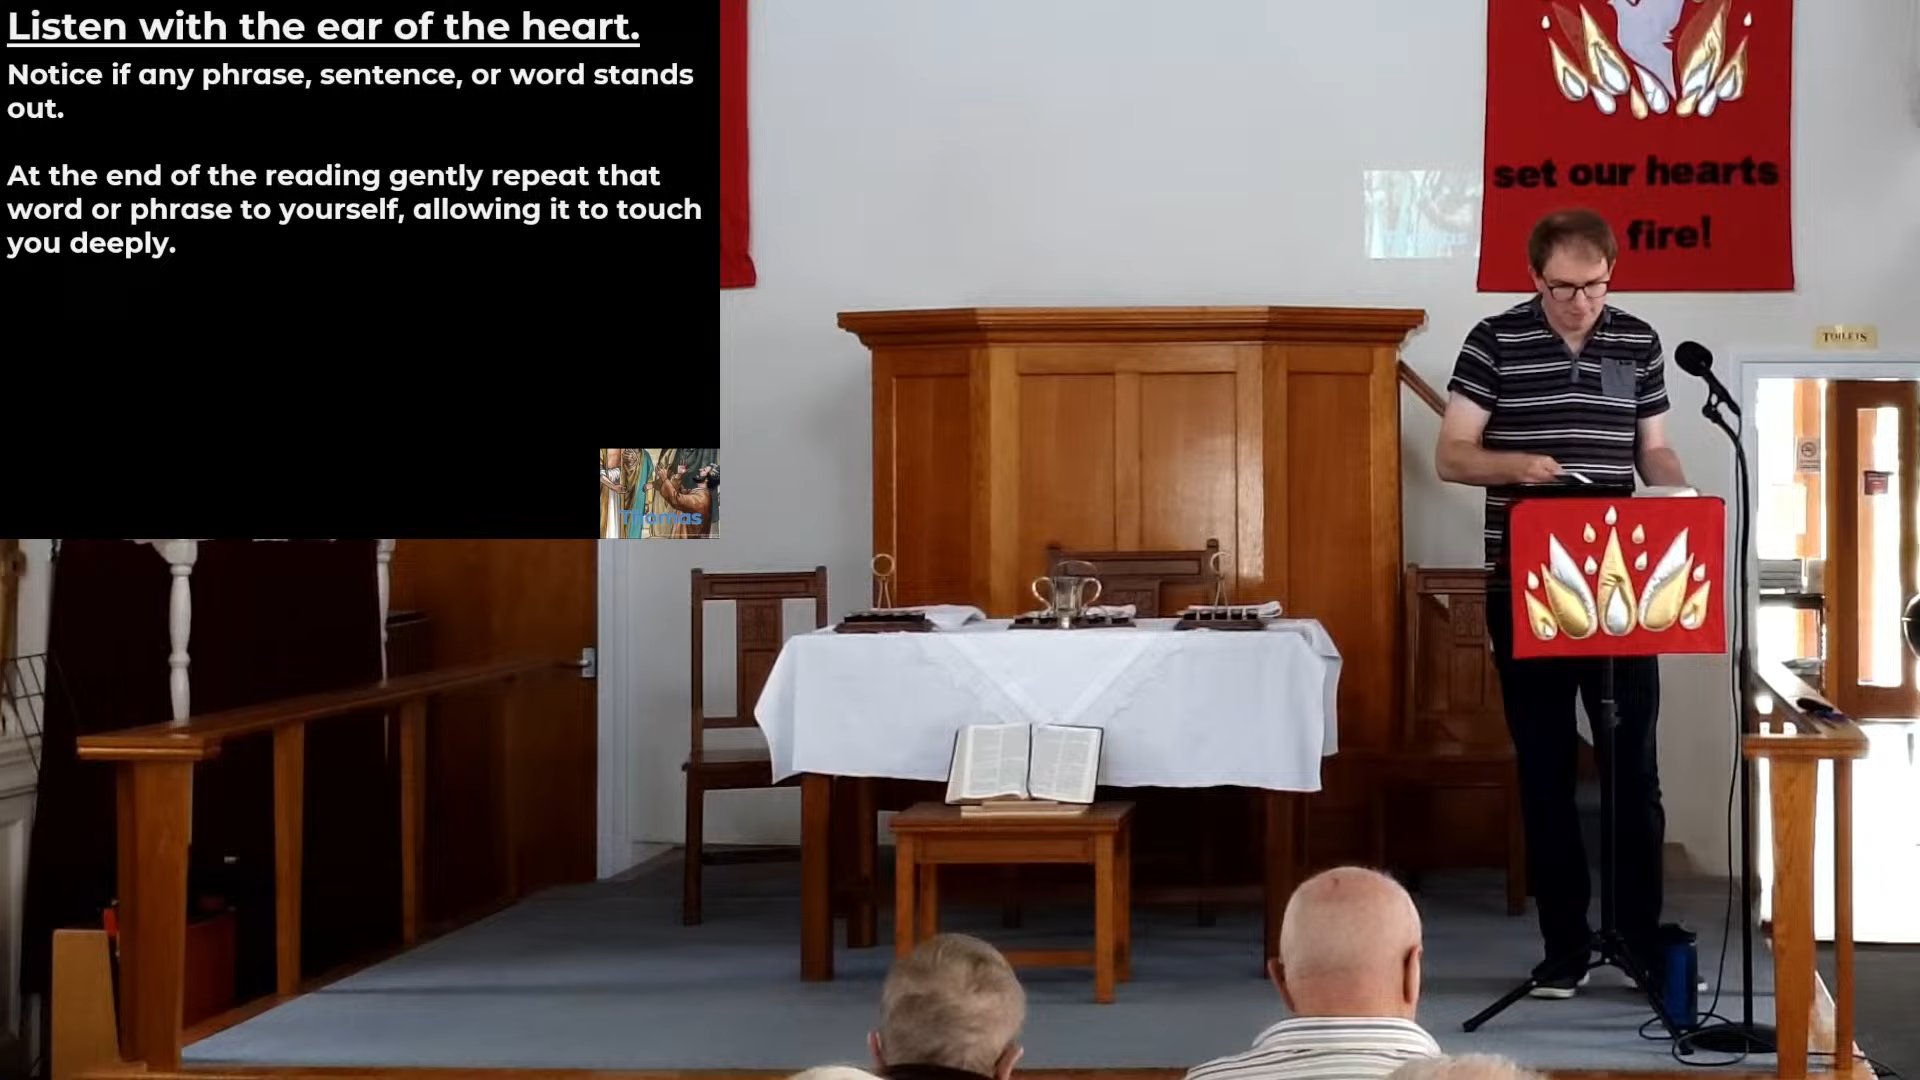 Listen with the ear of the heart.
Notice if any phrase, sentence, or word stands
out.
At the end of the reading gently repeat that
word or phrase to yourself, allowing it to touch
you deeply.
Thomas
set our hearts
fire!
Thomas
TOILETS